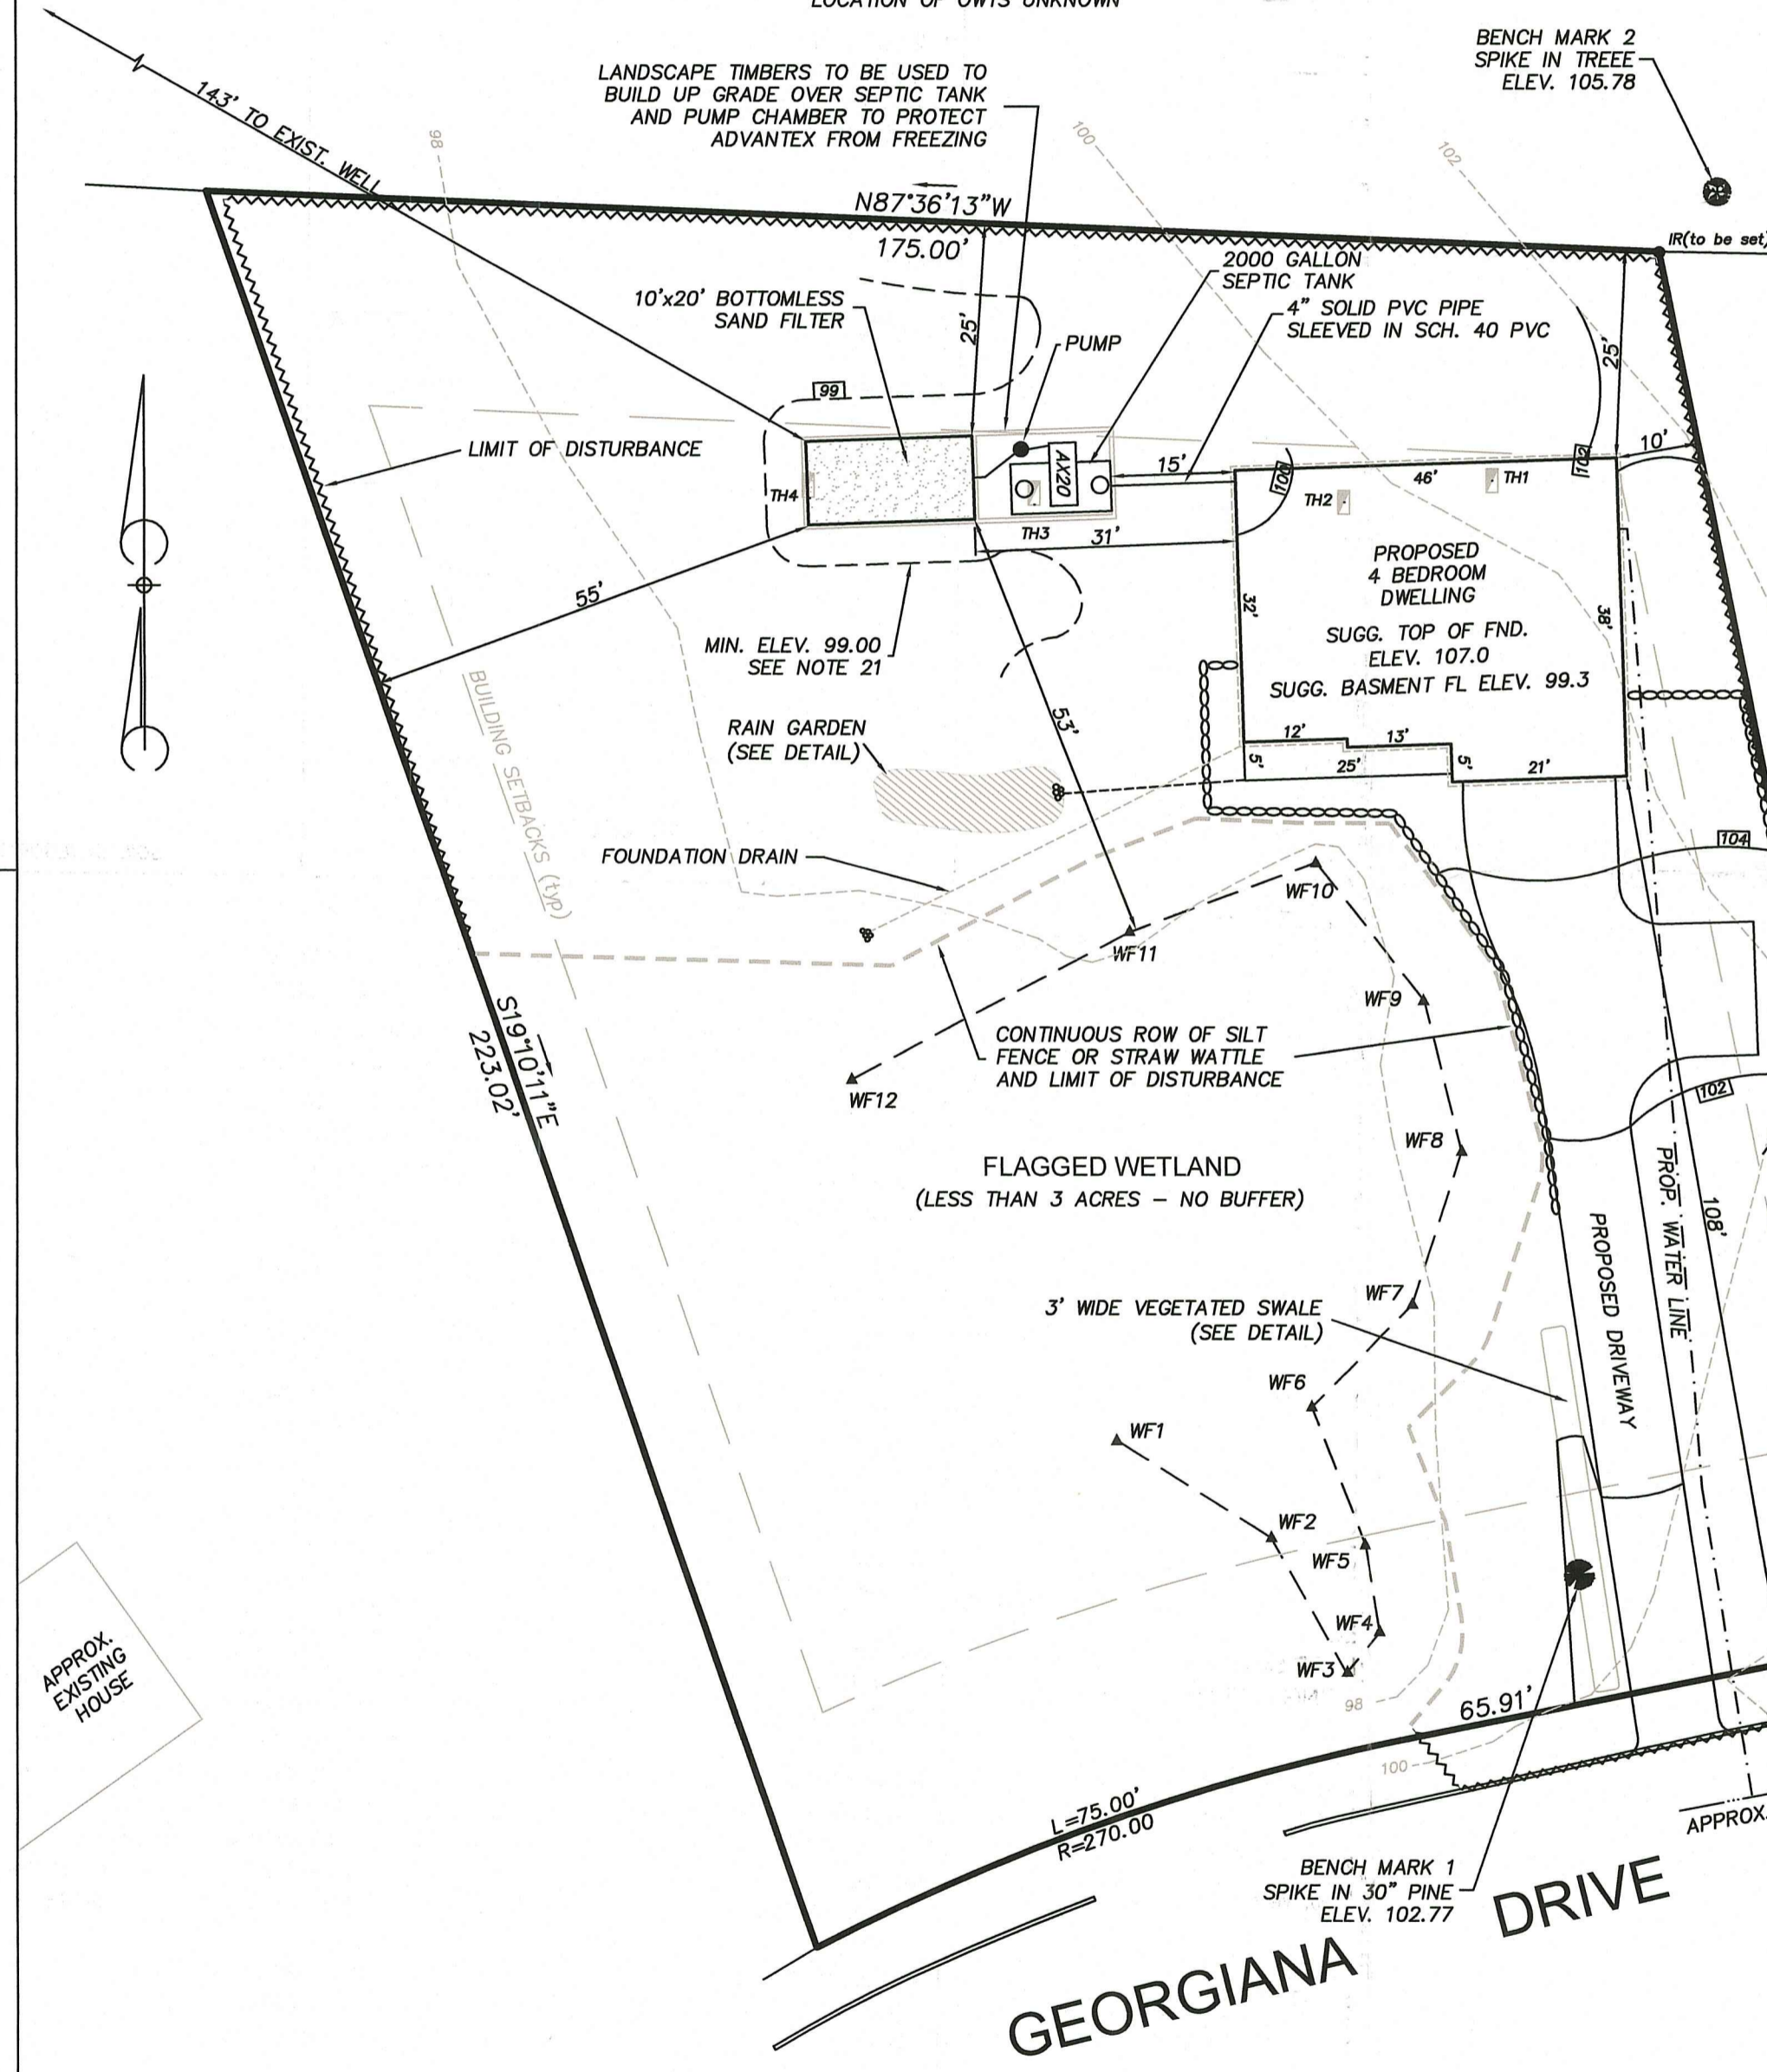 LOCATION OF OWTS UNKNOWN
BENCH MARK 2
SPIKE IN TREEE
ELEV. 105.78
LANDSCAPE TIMBERS TO BE USED TO
BUILD UP GRADE OVER SEPTIC TANK
AND PUMP CHAMBER TO PROTECT
ADVANTEX FROM FREEZING
143' TO EXIST. WELL
98
100
102
N87°36'13"W
175.00'
IR(to be set)
2000 GALLON
SEPTIC TANK
10'x20' BOTTOMLESS
SAND FILTER
4" SOLID PVC PIPE
SLEEVED IN SCH. 40 PVC
25'
PUMP
25'
99
LIMIT OF DISTURBANCE
AX20
15'
100
46'
102
10'
TH4
TH3
TH2
TH1
31'
55'
PROPOSED
4 BEDROOM
DWELLING
32'
38'
SUGG. TOP OF FND.
ELEV. 107.0
SUGG. BASMENT FL ELEV. 99.3
MIN. ELEV. 99.00
SEE NOTE 21
BUILDING SETBACKS (typ)
53'
RAIN GARDEN
(SEE DETAIL)
12'
13'
5'
25'
5'
21'
FOUNDATION DRAIN
104
WF10
WF11
WF9
S19°10'11"E
223.02'
CONTINUOUS ROW OF SILT
FENCE OR STRAW WATTLE
AND LIMIT OF DISTURBANCE
WF12
102
WF8
FLAGGED WETLAND
(LESS THAN 3 ACRES – NO BUFFER)
PROP. WATER LINE
108'
PROPOSED DRIVEWAY
WF7
3' WIDE VEGETATED SWALE
(SEE DETAIL)
WF6
WF1
WF2
WF5
WF4
WF3
APPROX.
EXISTING
HOUSE
98
65.91'
100
L=75.00'
R=270.00
APPROX.
BENCH MARK 1
SPIKE IN 30" PINE
ELEV. 102.77
GEORGIANA DRIVE